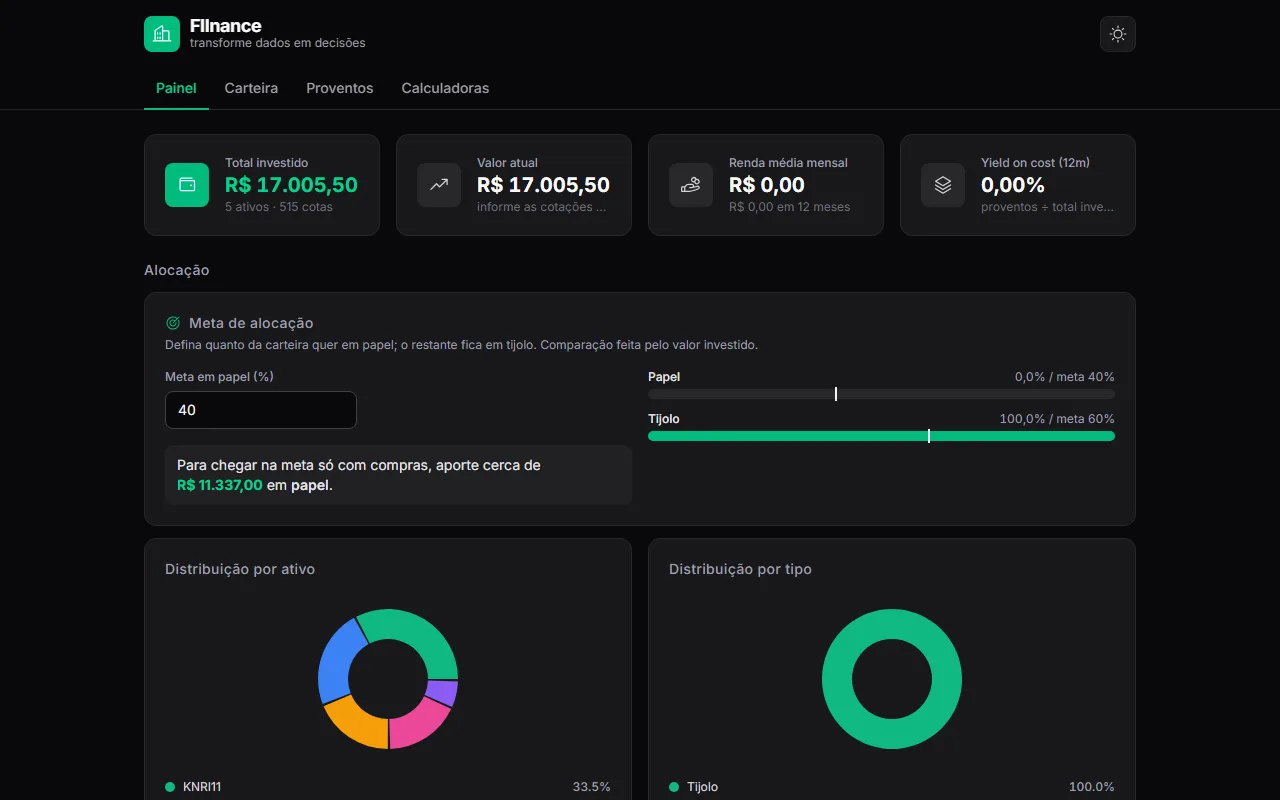 FIInance
transforme dados em decisões
Painel
Carteira
Proventos
Calculadoras
Total investido
R$ 17.005,50
5 ativos · 515 cotas
Valor atual
R$ 17.005,50
informe as cotações ...
Renda média mensal
R$ 0,00
R$ 0,00 em 12 meses
Yield on cost (12m)
0,00%
proventos ÷ total inve...
Alocação
Meta de alocação
Defina quanto da carteira quer em papel; o restante fica em tijolo. Comparação feita pelo valor investido.
Meta em papel (%)
40
Para chegar na meta só com compras, aporte cerca de
R$ 11.337,00 em papel.
Papel
0,0% / meta 40%
Tijolo
100,0% / meta 60%
Distribuição por ativo
KNRI11
33.5%
Distribuição por tipo
Tijolo
100.0%